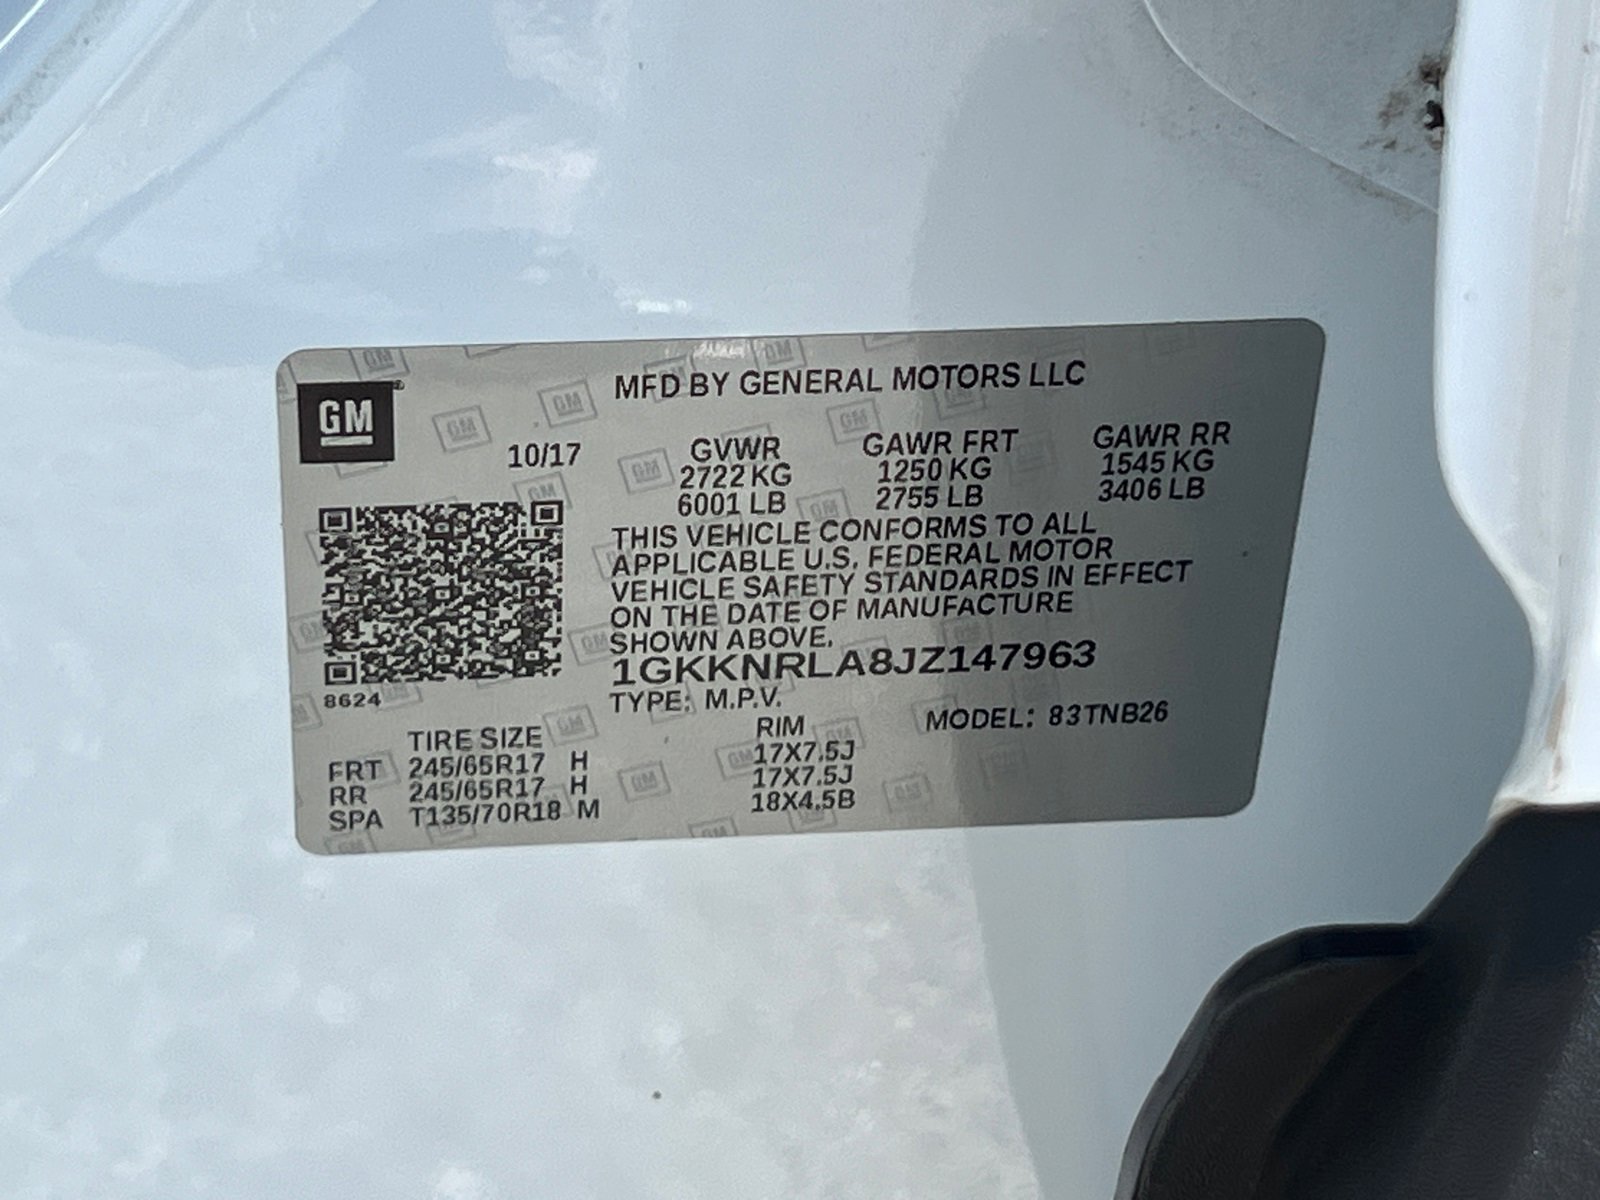 GM
MFD BY GENERAL MOTORS LLC
10/17 GVWR GAWR FRT GAWR RR
2722 KG 1250 KG 1545 KG
6001 LB 2755 LB 3406 LB
THIS VEHICLE CONFORMS TO ALL
APPLICABLE U.S. FEDERAL MOTOR
VEHICLE SAFETY STANDARDS IN EFFECT
ON THE DATE OF MANUFACTURE
SHOWN ABOVE.
1GKKNRLA8JZ147963
8624
TYPE: M.P.V.
MODEL: 83TNB26
TIRE SIZE RIM
FRT 245/65R17 H 17X7.5J
RR 245/65R17 H 17X7.5J
SPA T135/70R18 M 18X4.5B